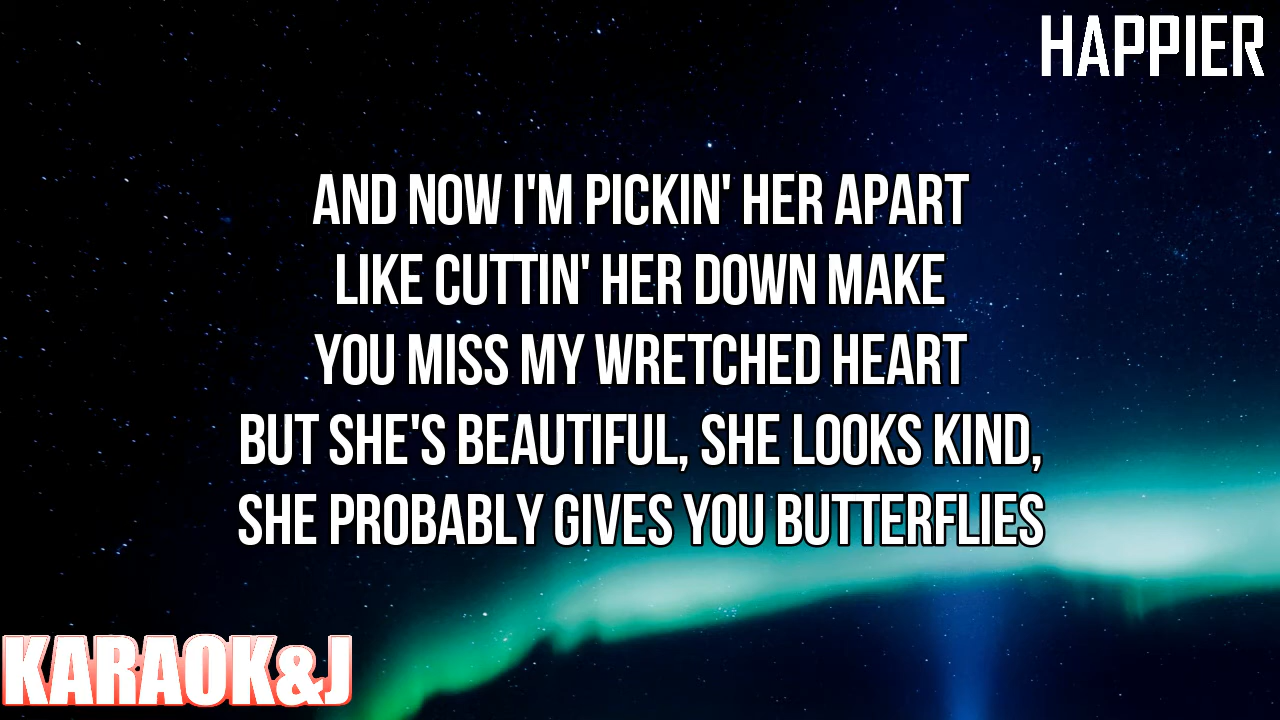 HAPPIER
AND NOW I'M PICKIN' HER APART
LIKE CUTTIN' HER DOWN MAKE
YOU MISS MY WRETCHED HEART
BUT SHE'S BEAUTIFUL, SHE LOOKS KIND,
SHE PROBABLY GIVES YOU BUTTERFLIES
KARAOK&J